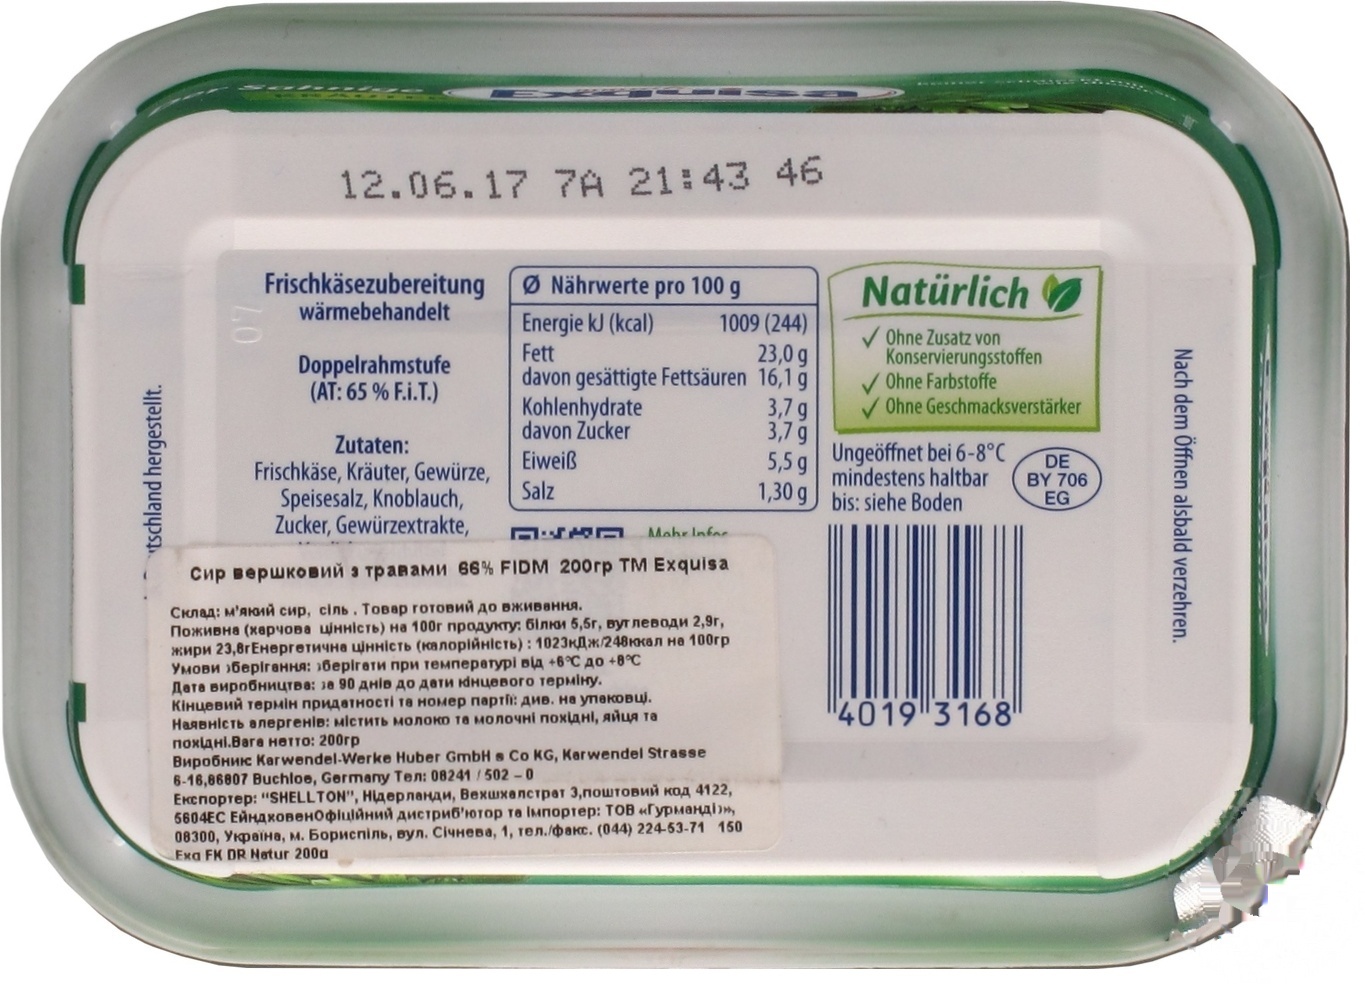 Der Sahnige
Exquisa
12.06.17 7A 21:43 46
07
Frischkäsezubereitung
wärmebehandelt
Doppelrahmstufe
(AT: 65 % F.i.T.)
Zutaten:
Frischkäse, Kräuter, Gewürze,
Speisesalz, Knoblauch,
Zucker, Gewürzextrakte,
Ø Nährwerte pro 100 g
Energie kJ (kcal) 1009 (244)
Fett 23,0 g
davon gesättigte Fettsäuren 16,1 g
Kohlenhydrate 3,7 g
davon Zucker 3,7 g
Eiweiß 5,5 g
Salz 1,30 g
Mehr Infos
Natürlich
Ohne Zusatz von
Konservierungsstoffen
Ohne Farbstoffe
Ohne Geschmacksverstärker
Ungeöffnet bei 6-8°C
mindestens haltbar
bis: siehe Boden
DE
BY 706
EG
4019 3168
Nach dem Öffnen alsbald verzehren.
tschland hergestellt.
Сир вершковий з травами 66% FIDM 200гр ТМ Exquisa
Склад: м'який сир, сіль . Товар готовий до вживання.
Поживна (харчова цінність) на 100г продукту: білки 5,5г, вуглеводи 2,9г,
жири 23,8гЕнергетична цінність (калорійність) : 1023кДж/248ккал на 100гр
Умови зберігання: зберігати при температурі від +6°С до +8°С
Дата виробництва: за 90 днів до дати кінцевого терміну.
Кінцевий термін придатності та номер партії: див. на упаковці.
Наявність алергенів: містить молоко та молочні похідні, яйця та
похідні.Вага нетто: 200гр
Виробник: Karwendel-Werke Huber GmbH & Co KG, Karwendel Strasse
6-16,86807 Buchloe, Germany Тел: 08241 / 502 – 0
Експортер: "SHELLTON", Нідерланди, Вехшхалстрат 3,поштовий код 4122,
5604ЕС ЕйндховенОфіційний дистриб'ютор та імпортер: ТОВ «Гурманді»,
08300, Україна, м. Бориспіль, вул. Січнева, 1, тел./факс. (044) 224-53-71 150
Exq FK DR Natur 200g